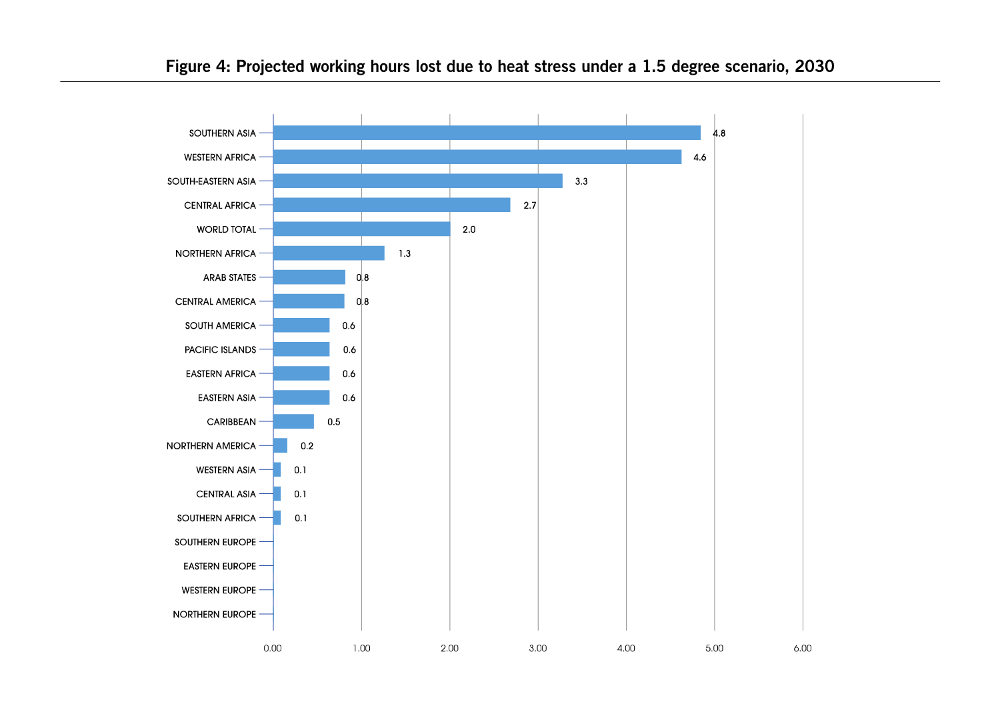 Figure 4: Projected working hours lost due to heat stress under a 1.5 degree scenario, 2030
SOUTHERN ASIA 4.8
WESTERN AFRICA 4.6
SOUTH-EASTERN ASIA 3.3
CENTRAL AFRICA 2.7
WORLD TOTAL 2.0
NORTHERN AFRICA 1.3
ARAB STATES 0.8
CENTRAL AMERICA 0.8
SOUTH AMERICA 0.6
PACIFIC ISLANDS 0.6
EASTERN AFRICA 0.6
EASTERN ASIA 0.6
CARIBBEAN 0.5
NORTHERN AMERICA 0.2
WESTERN ASIA 0.1
CENTRAL ASIA 0.1
SOUTHERN AFRICA 0.1
SOUTHERN EUROPE
EASTERN EUROPE
WESTERN EUROPE
NORTHERN EUROPE
0.00 1.00 2.00 3.00 4.00 5.00 6.00